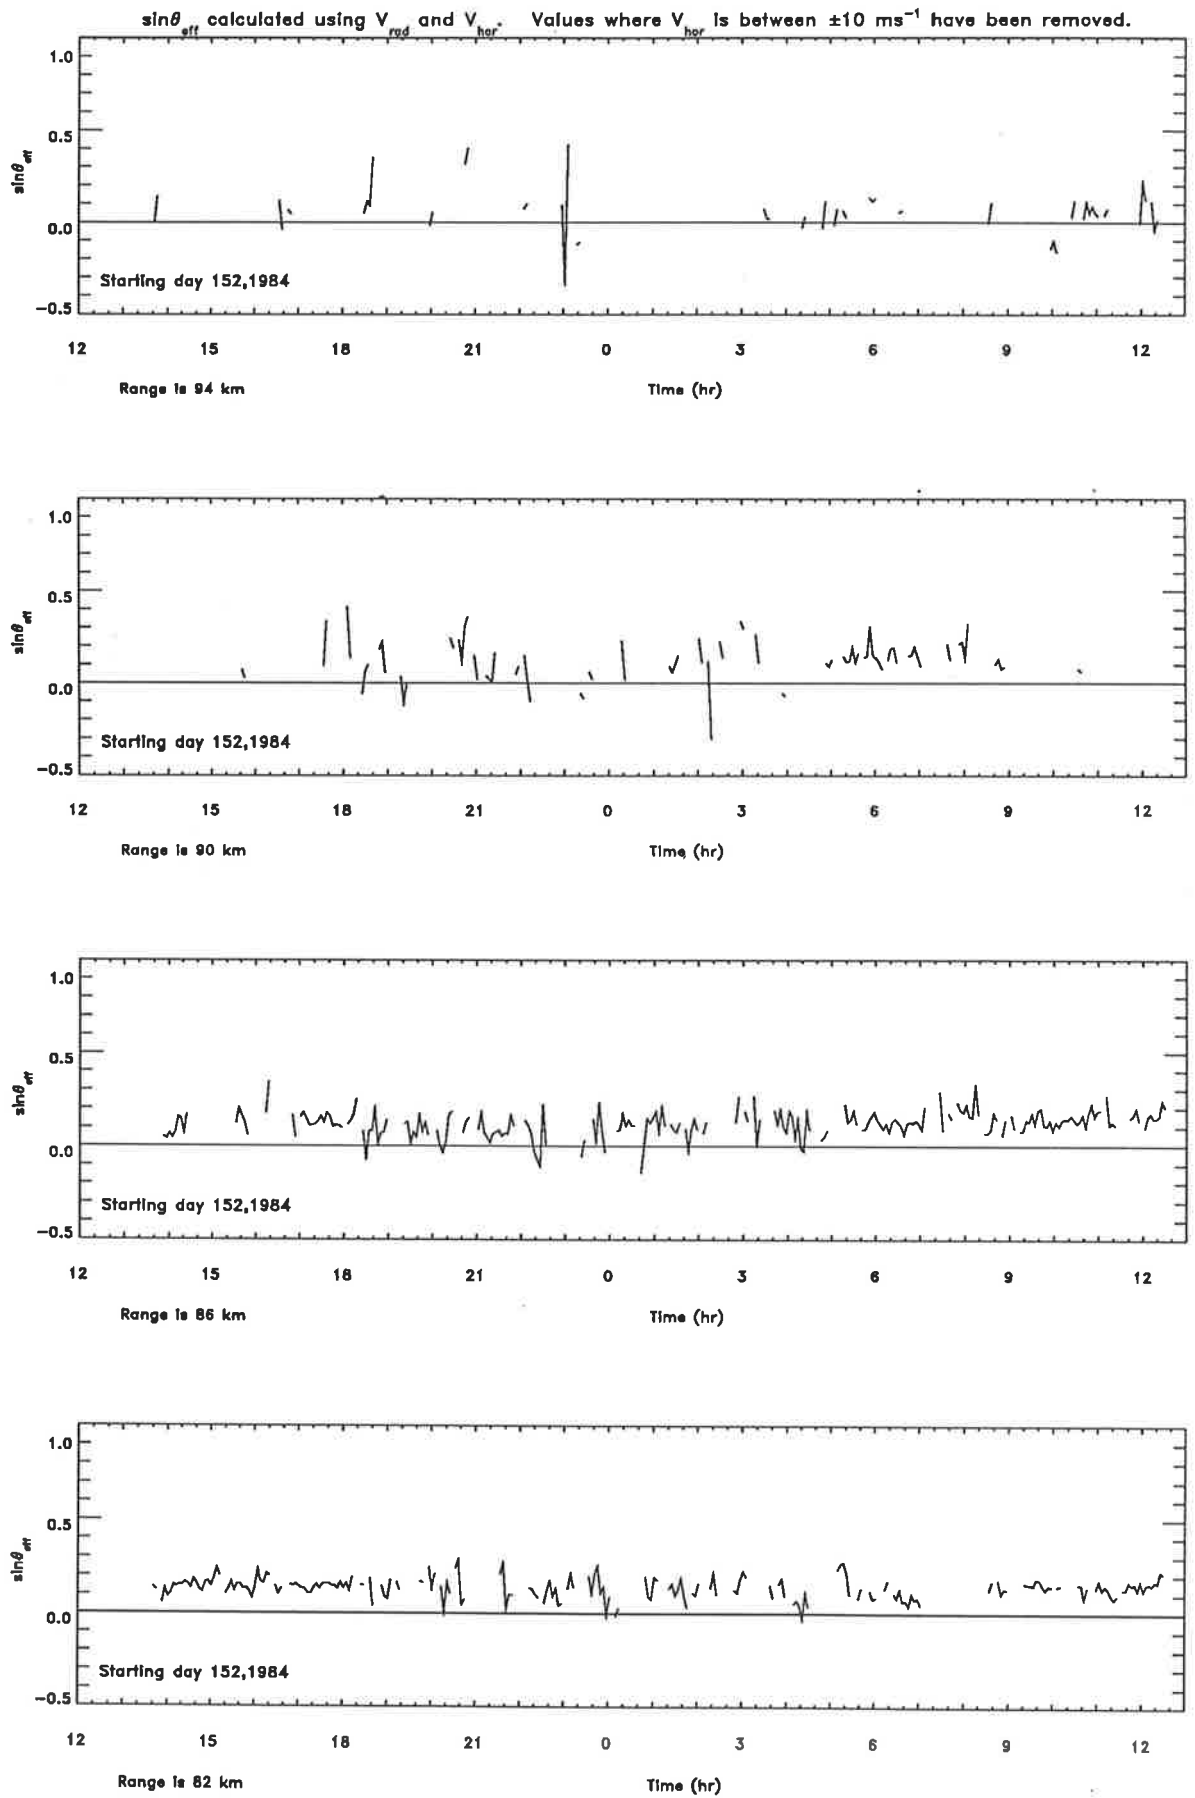 sinθeff calculated using Vrad and Vhor. Values where Vhor is between ±10 ms⁻¹ have been removed.
1.0
0.5
0.0
−0.5
sinθeff
Starting day 152,1984
12 15 18 21 0 3 6 9 12
Range is 94 km Time (hr)
1.0
0.5
0.0
−0.5
sinθeff
Starting day 152,1984
12 15 18 21 0 3 6 9 12
Range is 90 km Time (hr)
1.0
0.5
0.0
−0.5
sinθeff
Starting day 152,1984
12 15 18 21 0 3 6 9 12
Range is 86 km Time (hr)
1.0
0.5
0.0
−0.5
sinθeff
Starting day 152,1984
12 15 18 21 0 3 6 9 12
Range is 82 km Time (hr)